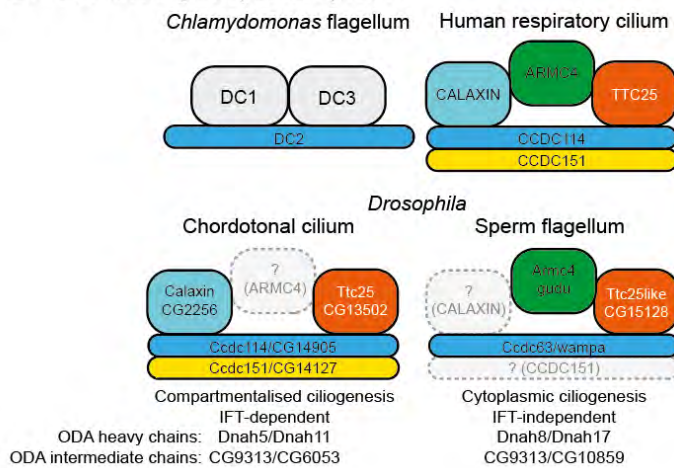 Chlamydomonas flagellum
Human respiratory cilium
DC1
DC3
DC2
CALAXIN
ARMC4
TTC25
CCDC114
CCDC151
Drosophila
Chordotonal cilium
Sperm flagellum
Calaxin
CG2256
?
(ARMC4)
Ttc25
CG13502
Ccdc114/CG14905
Ccdc151/CG14127
?
(CALAXIN)
Armc4
gudu
Ttc25like
CG15128
Ccdc63/wampa
? (CCDC151)
Compartmentalised ciliogenesis
IFT-dependent
Cytoplasmic ciliogenesis
IFT-independent
ODA heavy chains: Dnah5/Dnah11 Dnah8/Dnah17
ODA intermediate chains: CG9313/CG6053 CG9313/CG10859